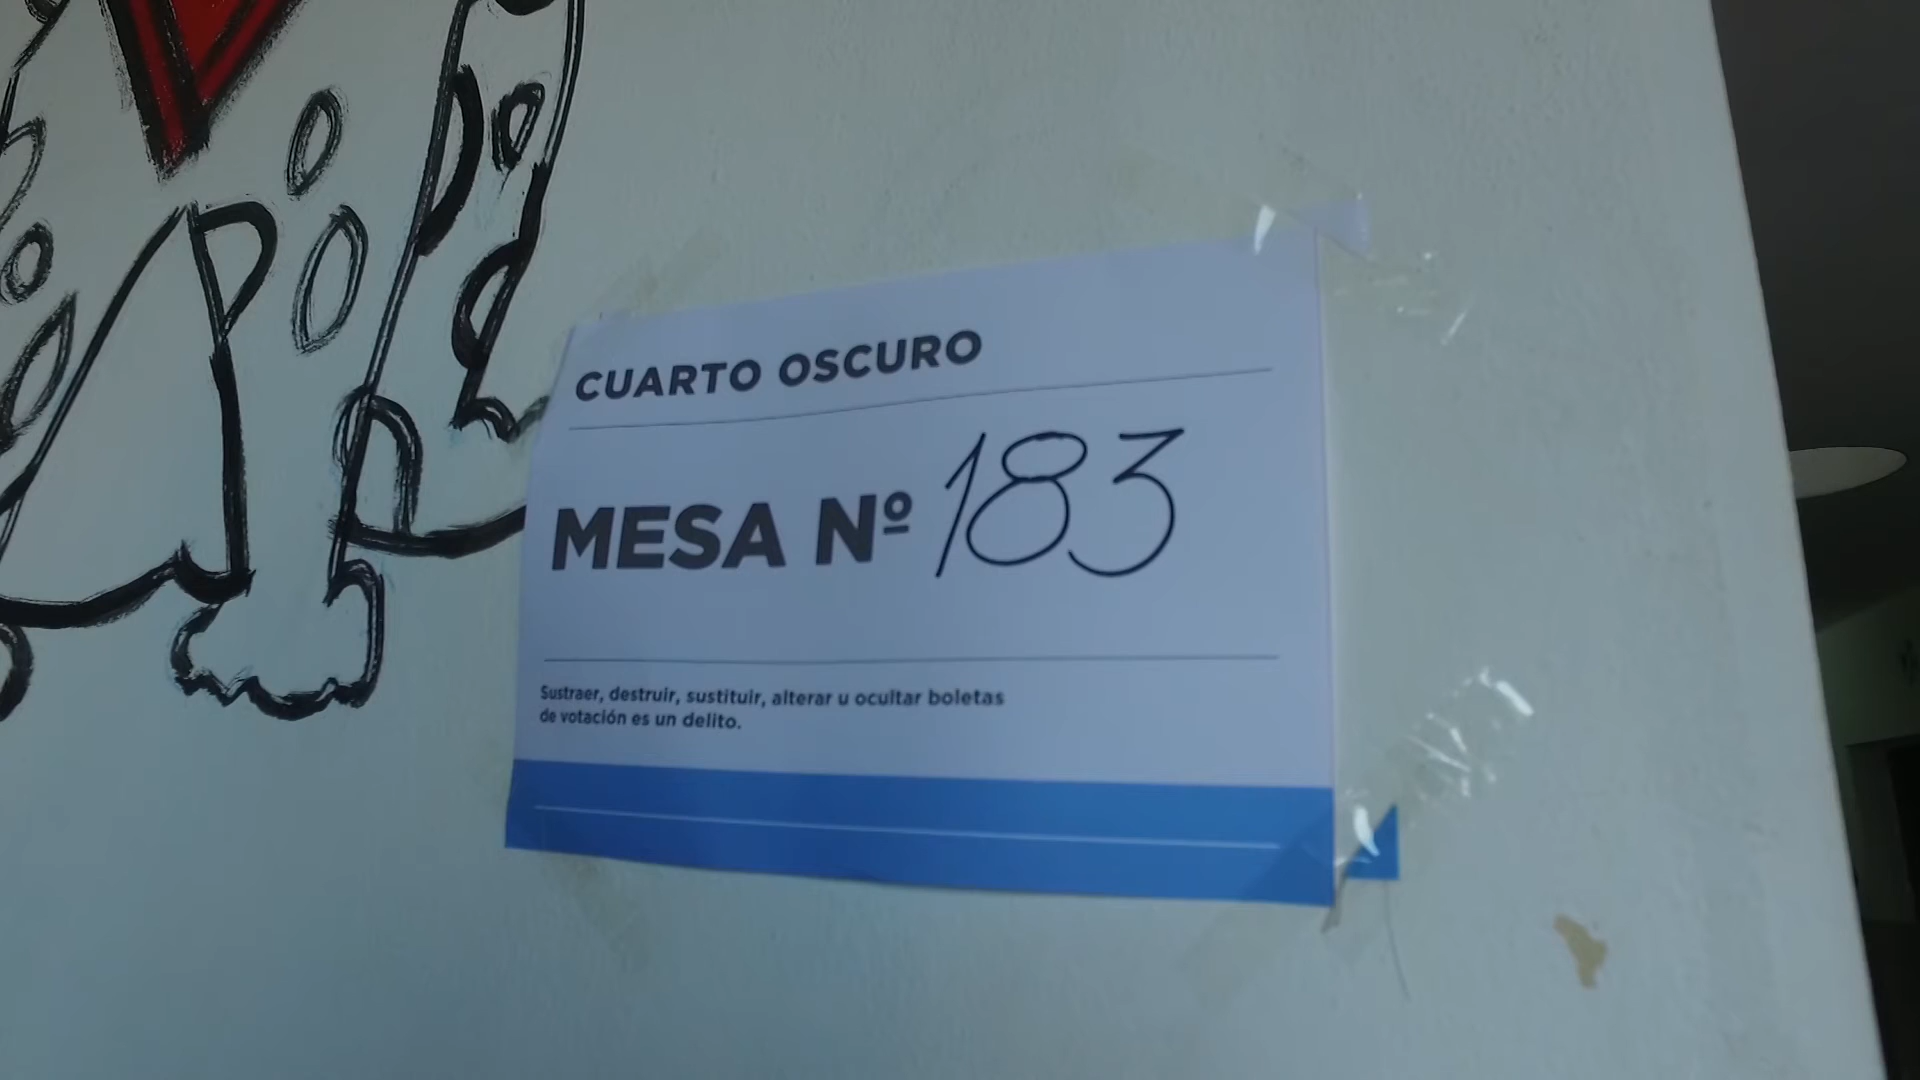 CUARTO OSCURO
MESA Nº 183
Sustraer, destruir, sustituir, alterar u ocultar boletas
de votación es un delito.